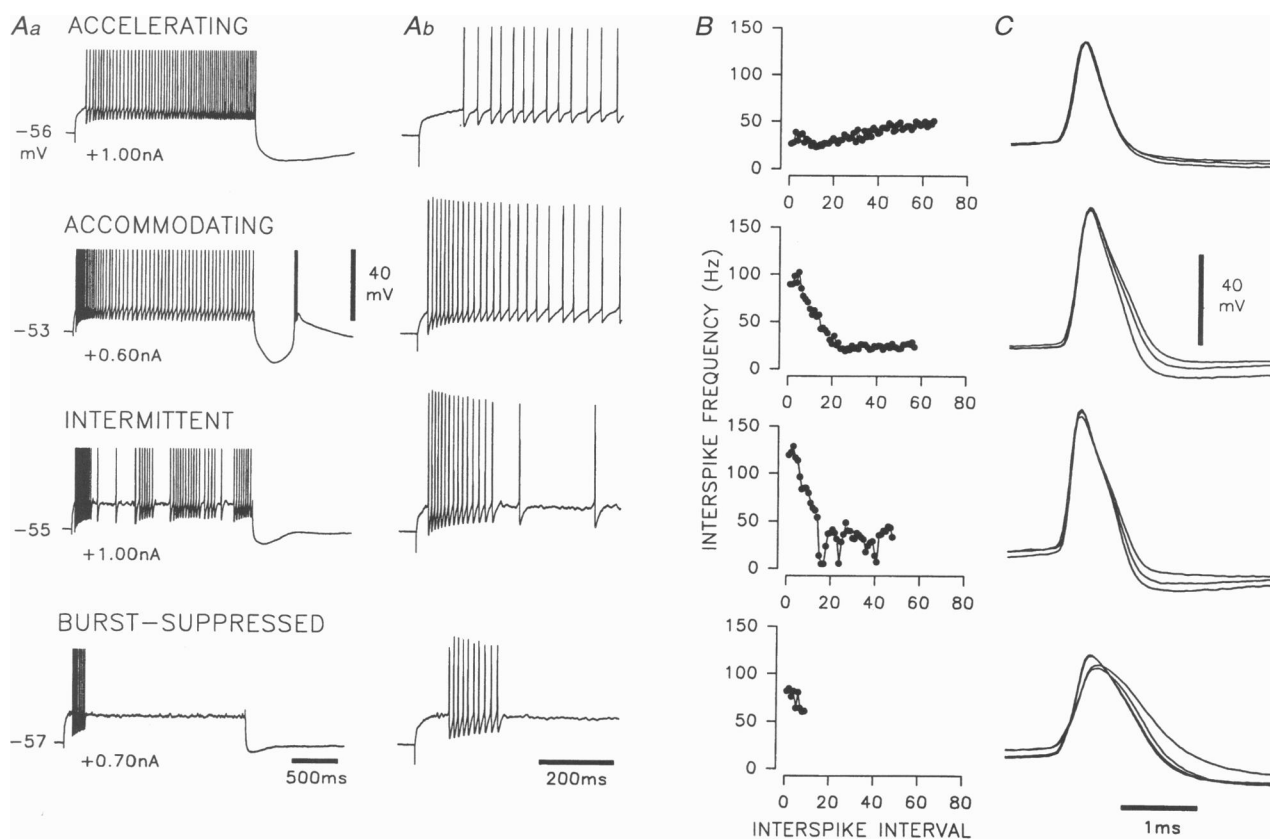 Aa ACCELERATING
-56
mV
+1.00nA
ACCOMMODATING
-53
+0.60nA
40
mV
INTERMITTENT
-55
+1.00nA
BURST-SUPPRESSED
-57
+0.70nA
500ms
Ab
200ms
B
INTERSPIKE FREQUENCY (Hz)
150
100
50
0
0 20 40 60 80
150
100
50
0
0 20 40 60 80
150
100
50
0
0 20 40 60 80
150
100
50
0
0 20 40 60 80
INTERSPIKE INTERVAL
C
40
mV
1ms